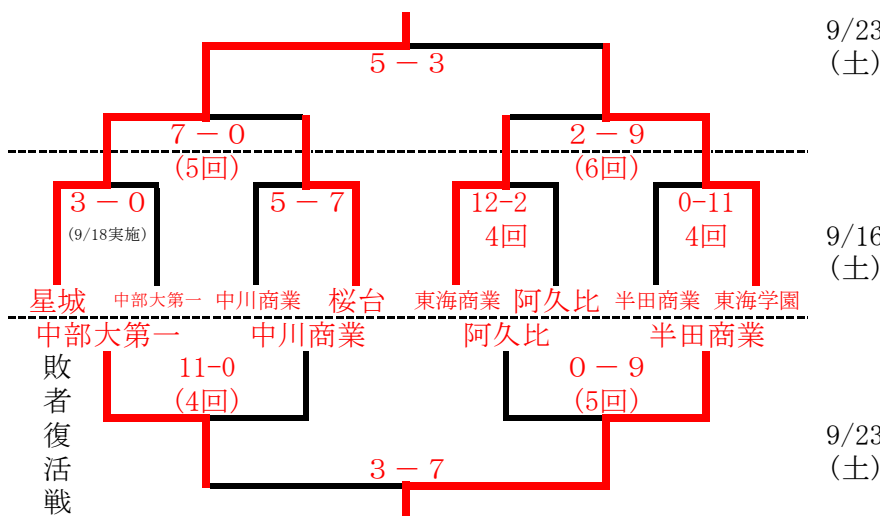 9/23
(土)
５－３
７－０
(5回)
２－９
(6回)
３－０
(9/18実施)
５－７
12-2
4回
0-11
4回
9/16
(土)
星城 中部大第一 中川商業 桜台 東海商業 阿久比 半田商業 東海学園
中部大第一 中川商業 阿久比 半田商業
敗者復活戦
11-0
(4回)
０－９
(5回)
9/23
(土)
３－７